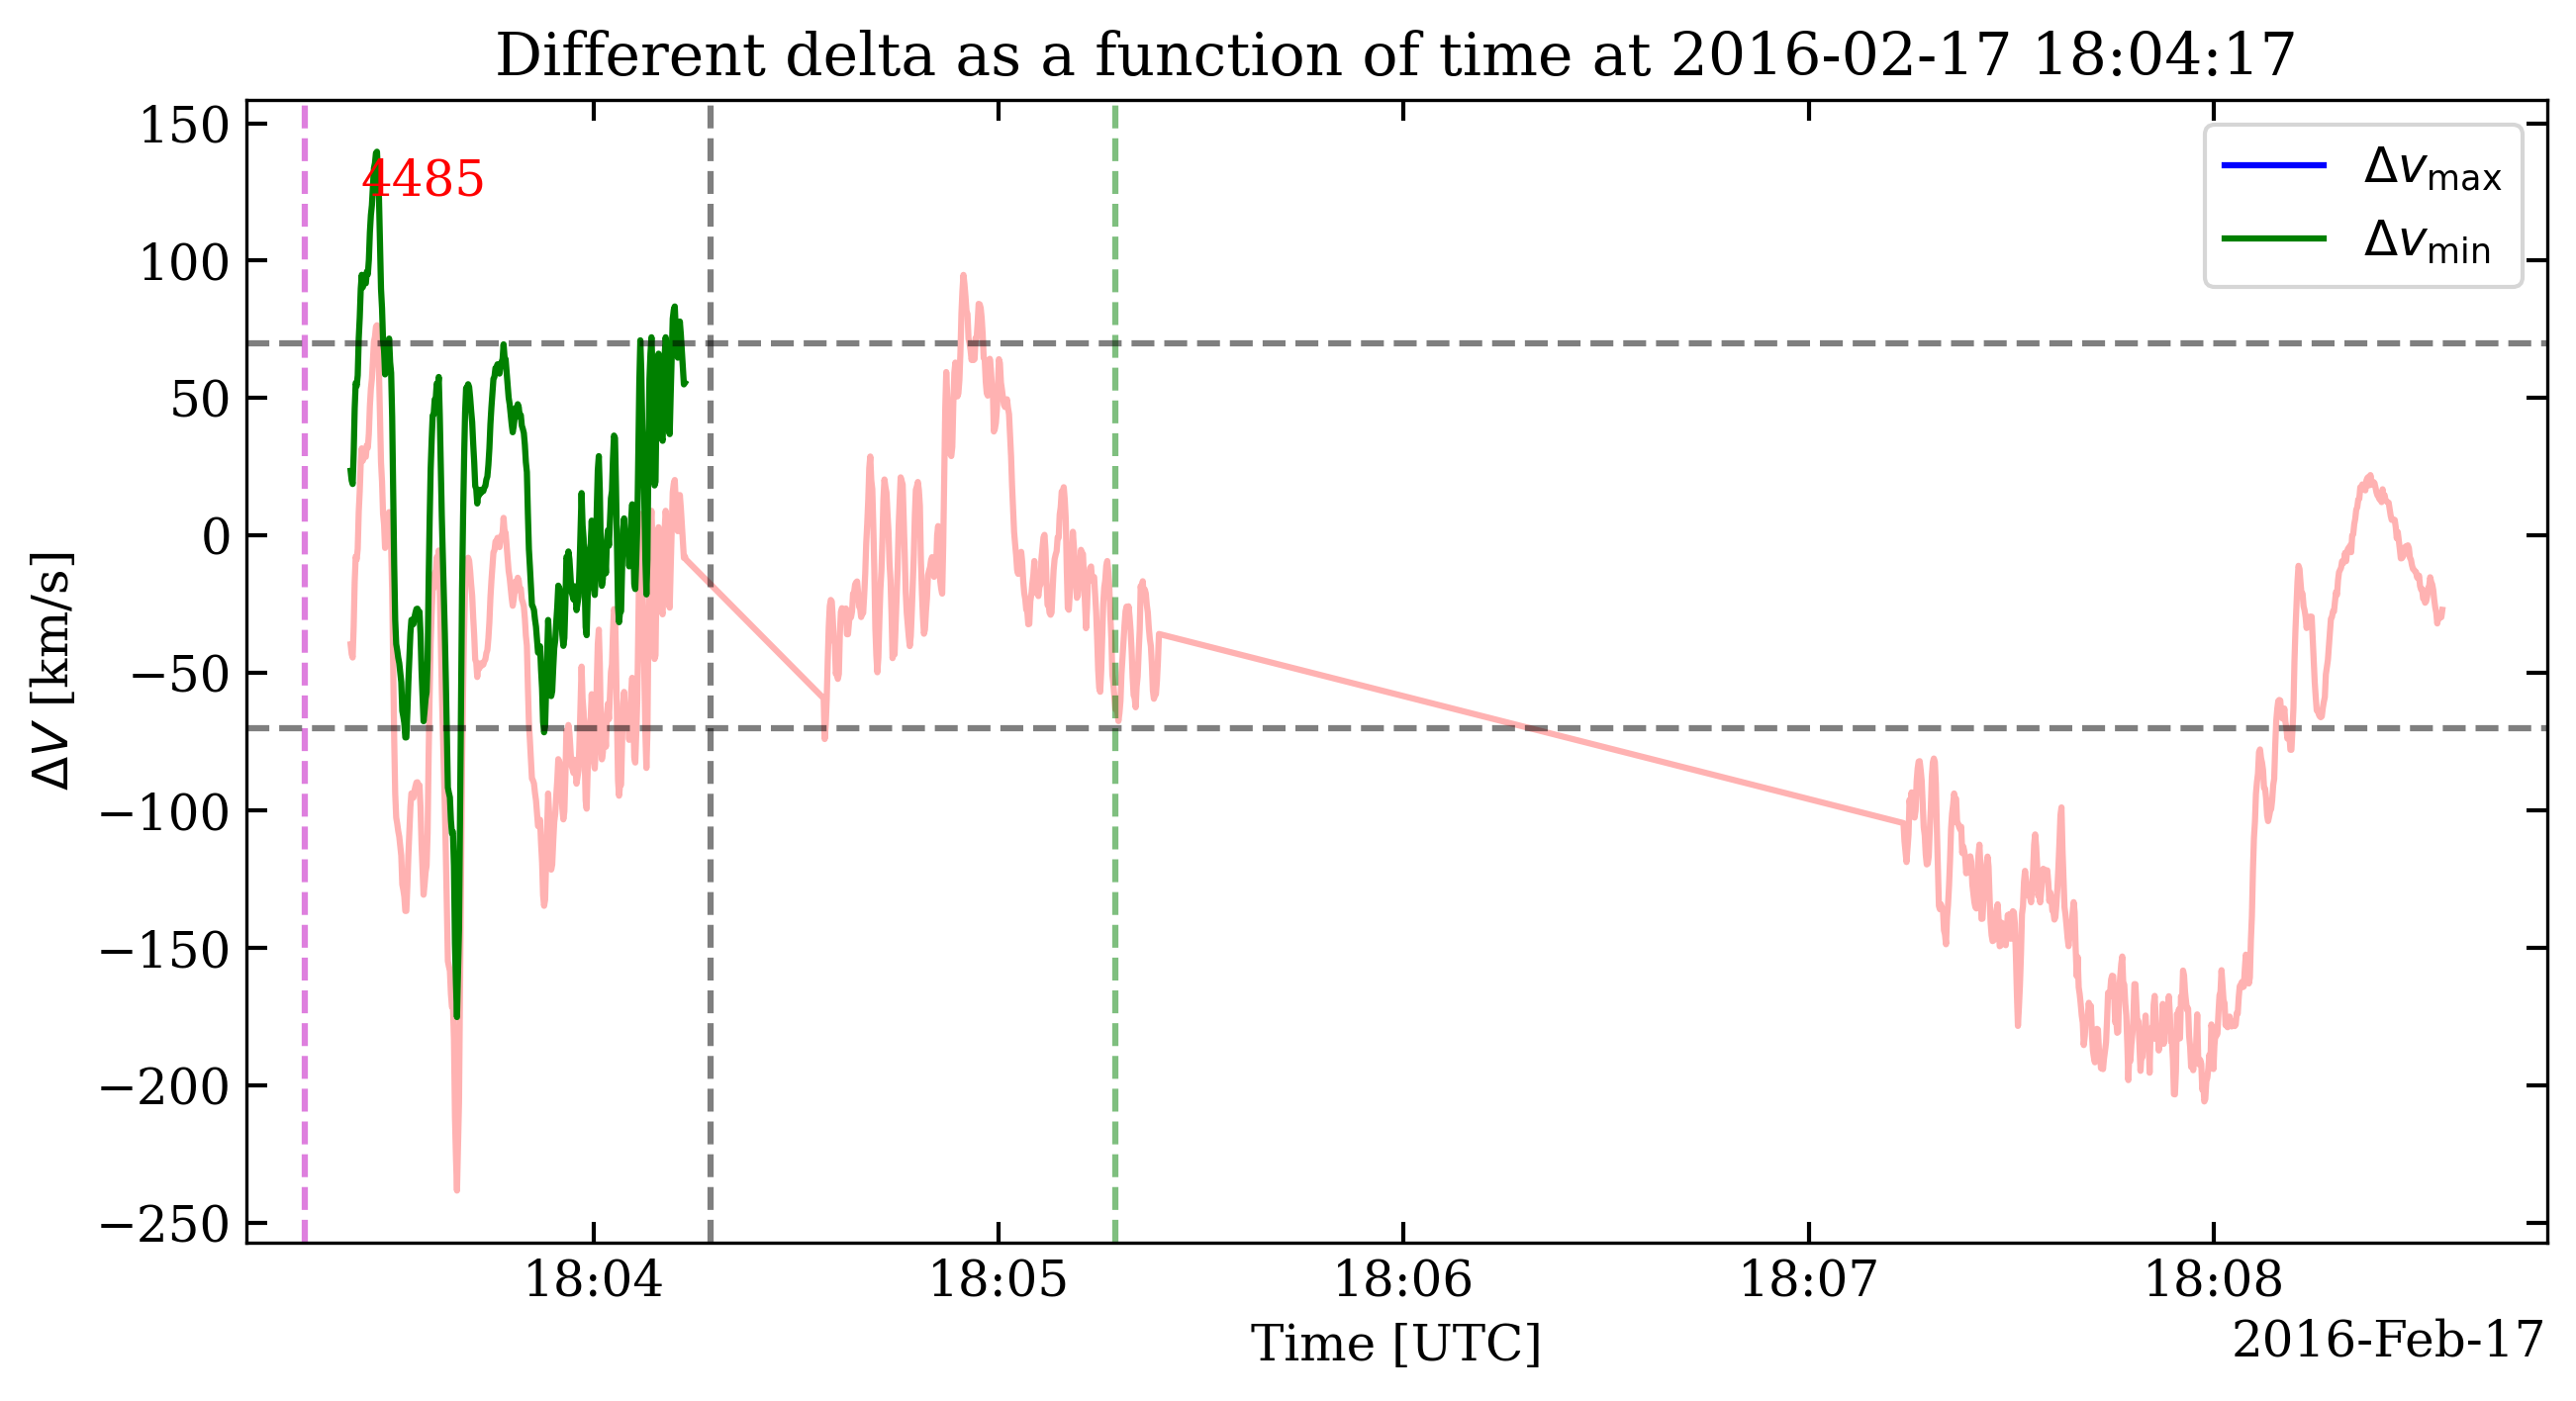 Different delta as a function of time at 2016-02-17 18:04:17
150
100
50
0
−50
−100
−150
−200
−250
ΔV [km/s]
4485
Δv_max
Δv_min
18:04 18:05 18:06 18:07 18:08
Time [UTC]
2016-Feb-17